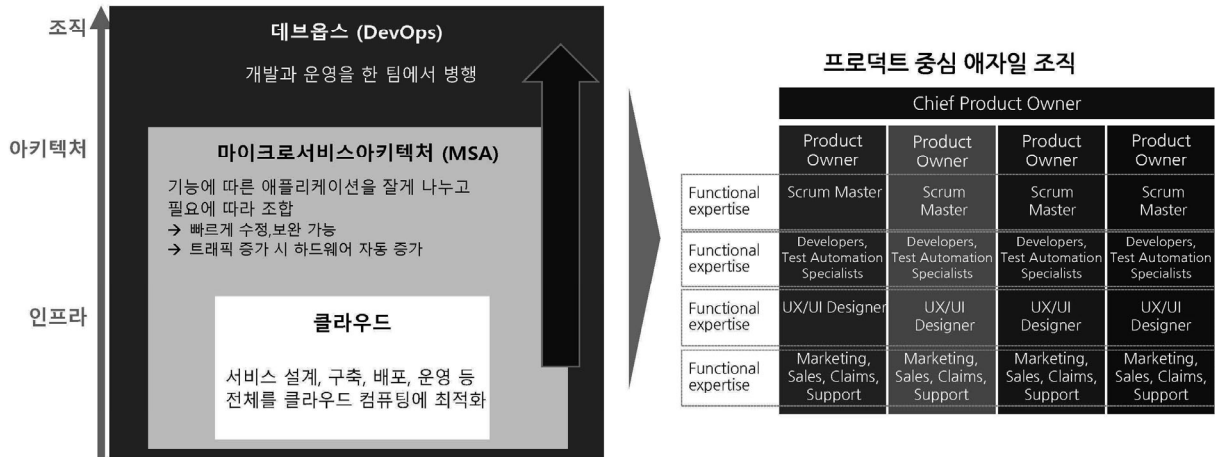 조직
아키텍처
인프라
데브옵스 (DevOps)
개발과 운영을 한 팀에서 병행
마이크로서비스아키텍처 (MSA)
기능에 따른 애플리케이션을 잘게 나누고
필요에 따라 조합
→ 빠르게 수정,보완 가능
→ 트래픽 증가 시 하드웨어 자동 증가
클라우드
서비스 설계, 구축, 배포, 운영 등
전체를 클라우드 컴퓨팅에 최적화
프로덕트 중심 애자일 조직
Chief Product Owner
Product Owner
Product Owner
Product Owner
Product Owner
Functional expertise
Scrum Master
Scrum Master
Scrum Master
Scrum Master
Functional expertise
Developers, Test Automation Specialists
Developers, Test Automation Specialists
Developers, Test Automation Specialists
Developers, Test Automation Specialists
Functional expertise
UX/UI Designer
UX/UI Designer
UX/UI Designer
UX/UI Designer
Functional expertise
Marketing, Sales, Claims, Support
Marketing, Sales, Claims, Support
Marketing, Sales, Claims, Support
Marketing, Sales, Claims, Support